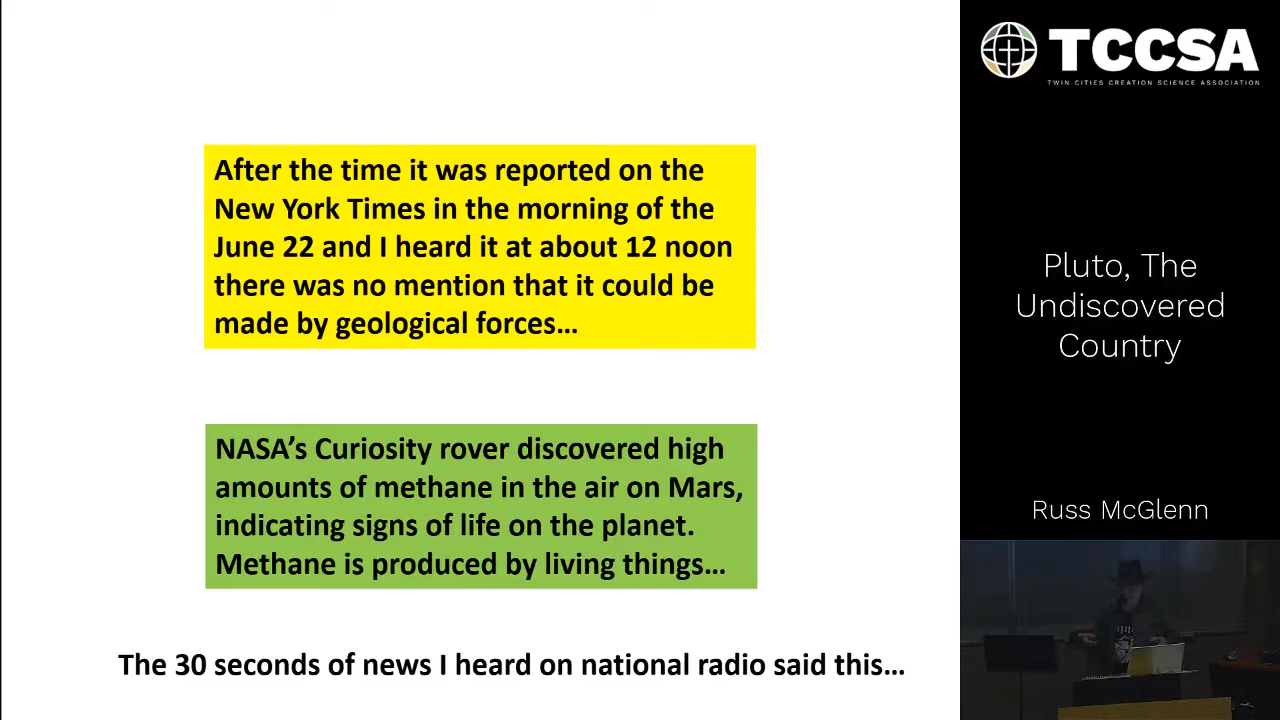 After the time it was reported on the
New York Times in the morning of the
June 22 and I heard it at about 12 noon
there was no mention that it could be
made by geological forces…
NASA’s Curiosity rover discovered high
amounts of methane in the air on Mars,
indicating signs of life on the planet.
Methane is produced by living things…
The 30 seconds of news I heard on national radio said this…
TCCSA
TWIN CITIES CREATION SCIENCE ASSOCIATION
Pluto, The
Undiscovered
Country
Russ McGlenn